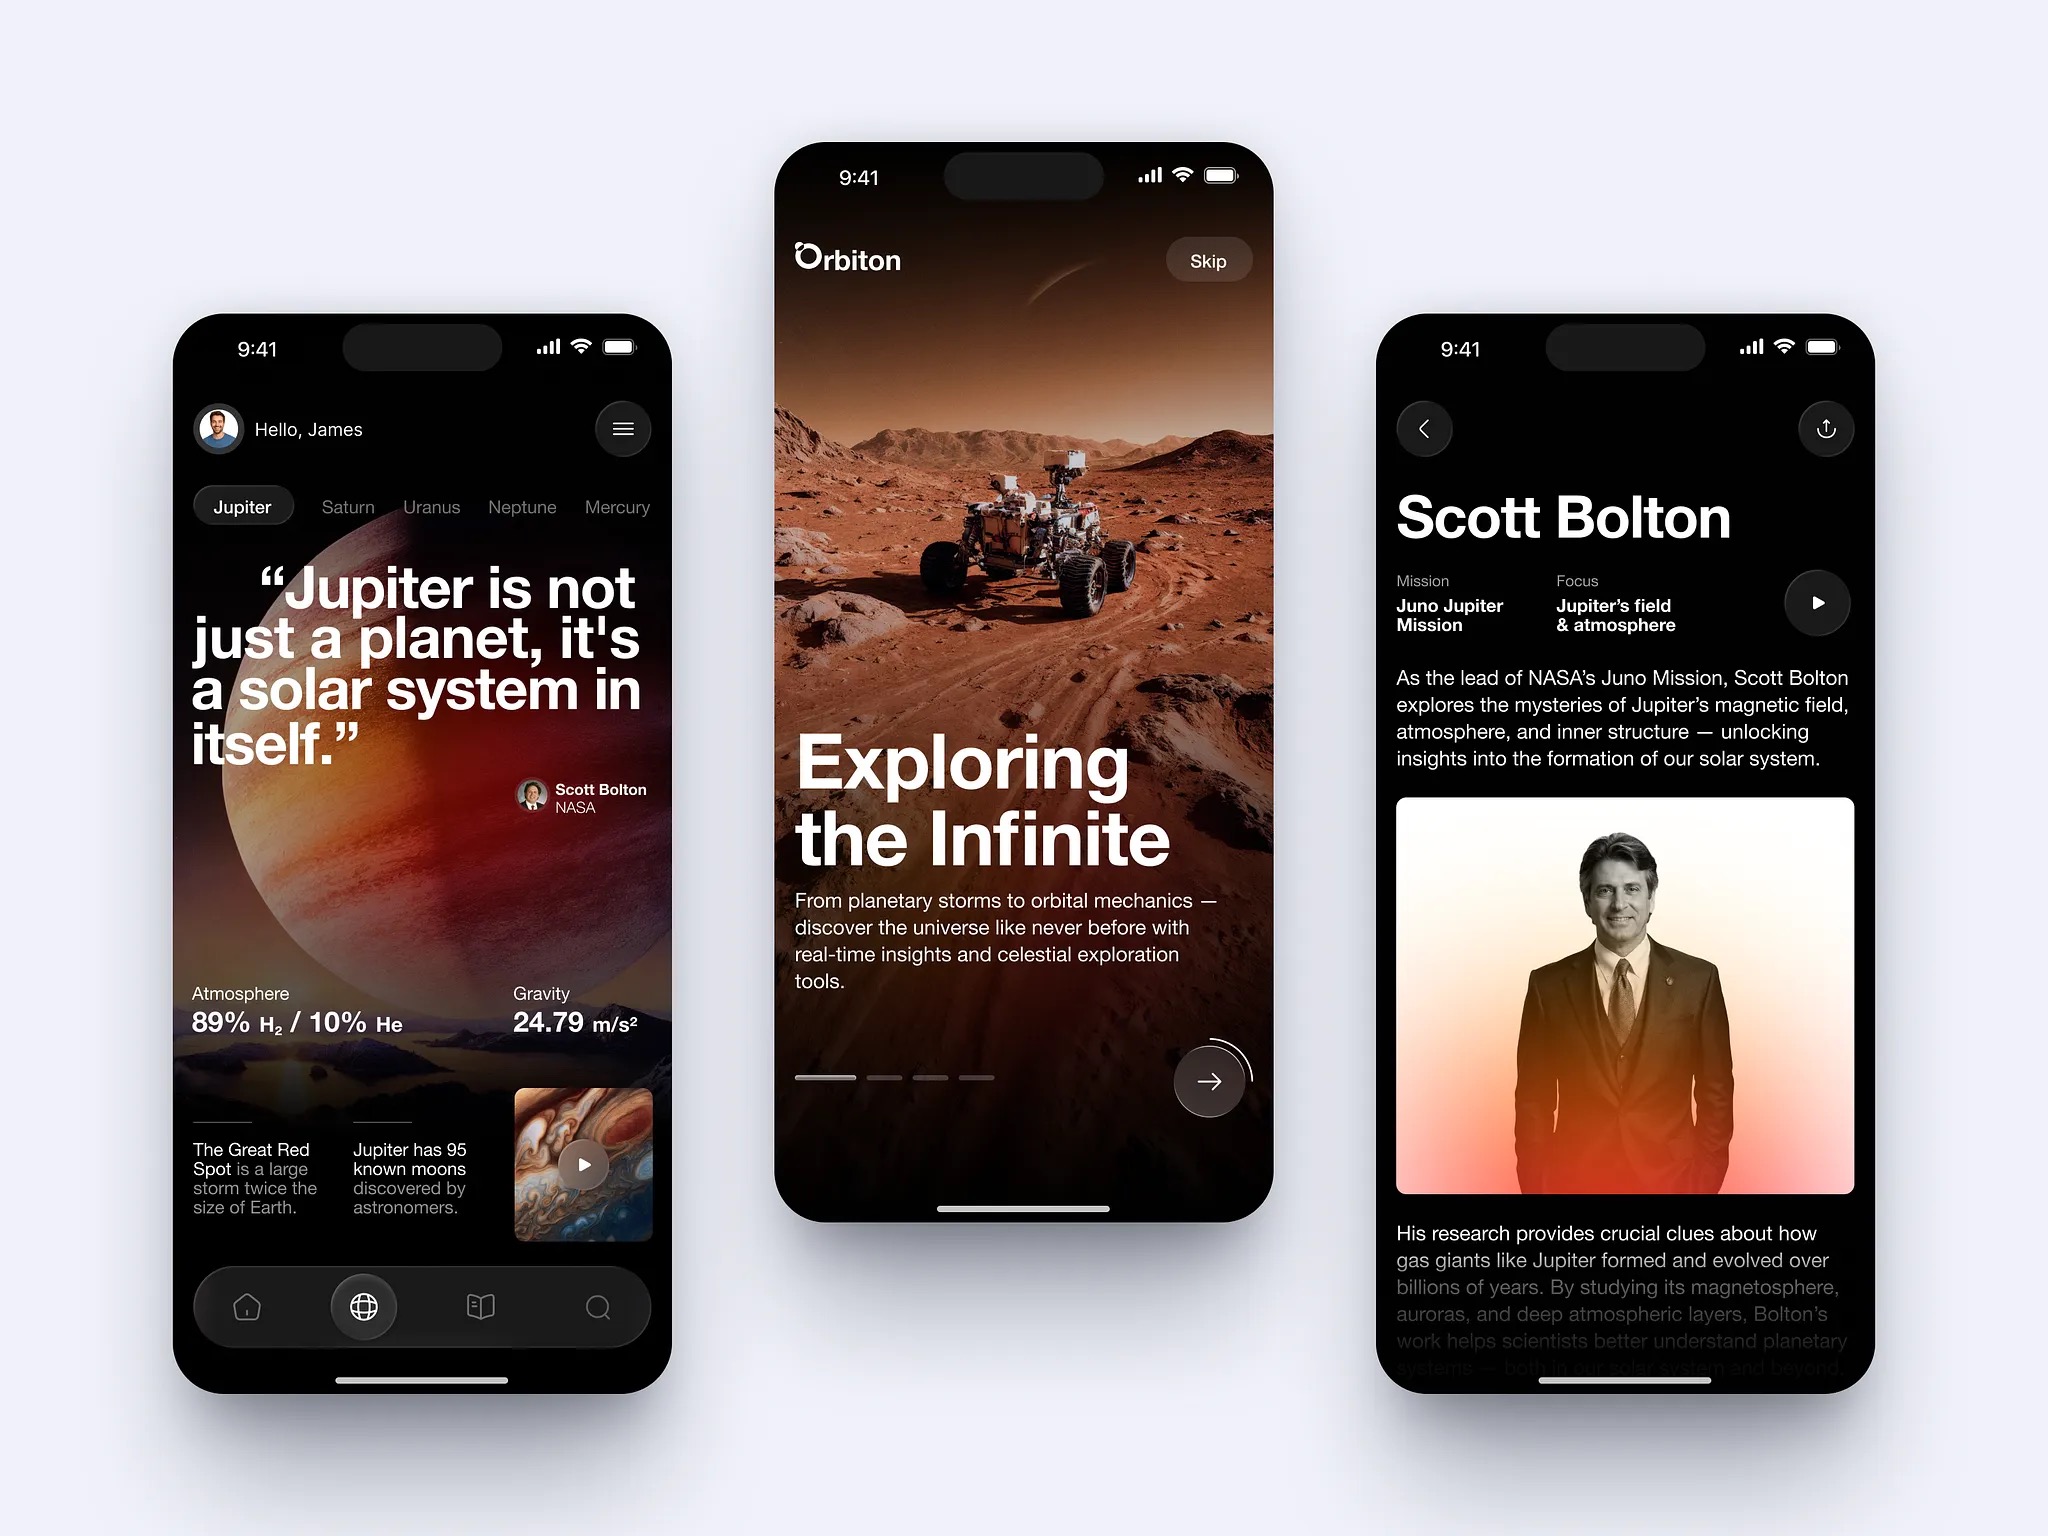 9:41
Hello, James
Jupiter Saturn Uranus Neptune Mercury
“Jupiter is not
just a planet, it's
a solar system in
itself.”
Scott Bolton
NASA
Atmosphere
89% H₂ / 10% He
Gravity
24.79 m/s²
The Great Red
Spot is a large
storm twice the
size of Earth.
Jupiter has 95
known moons
discovered by
astronomers.
9:41
Orbiton
Skip
Exploring
the Infinite
From planetary storms to orbital mechanics —
discover the universe like never before with
real-time insights and celestial exploration
tools.
9:41
Scott Bolton
Mission
Juno Jupiter
Mission
Focus
Jupiter’s field
& atmosphere
As the lead of NASA’s Juno Mission, Scott Bolton
explores the mysteries of Jupiter’s magnetic field,
atmosphere, and inner structure — unlocking
insights into the formation of our solar system.
His research provides crucial clues about how
gas giants like Jupiter formed and evolved over
billions of years. By studying its magnetosphere,
auroras, and deep atmospheric layers, Bolton’s
work helps scientists better understand planetary
systems — both in our solar system and beyond.